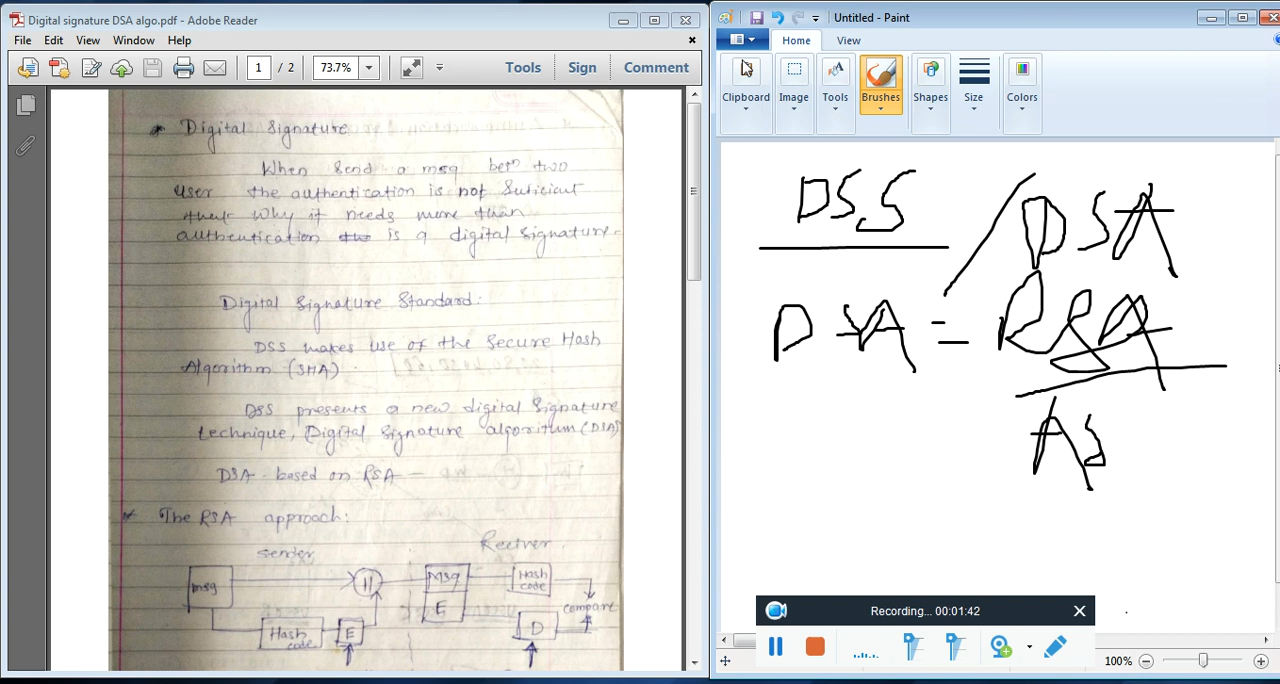 Digital signature DSA algo.pdf - Adobe Reader
File Edit View Window Help
1 / 2 73.7% Tools Sign Comment
* Digital Signature
When send a msg betn two
user the authentication is not suficient
that why it needs more than
authentication is a digital signature.
Digital Signature Standard:
DSS makes use of the Secure Hash
Algorithm (SHA).
DSS presents a new digital signature
technique, Digital Signature algorithm (DSA)
DSA based on RSA
* The RSA approach:
sender Reciver
msg H Msg Hash code
E compare
Hash code E D
Untitled - Paint
Home View
Clipboard Image Tools Brushes Shapes Size Colors
DSS DSA
= RSA
As
Recording... 00:01:42
100%